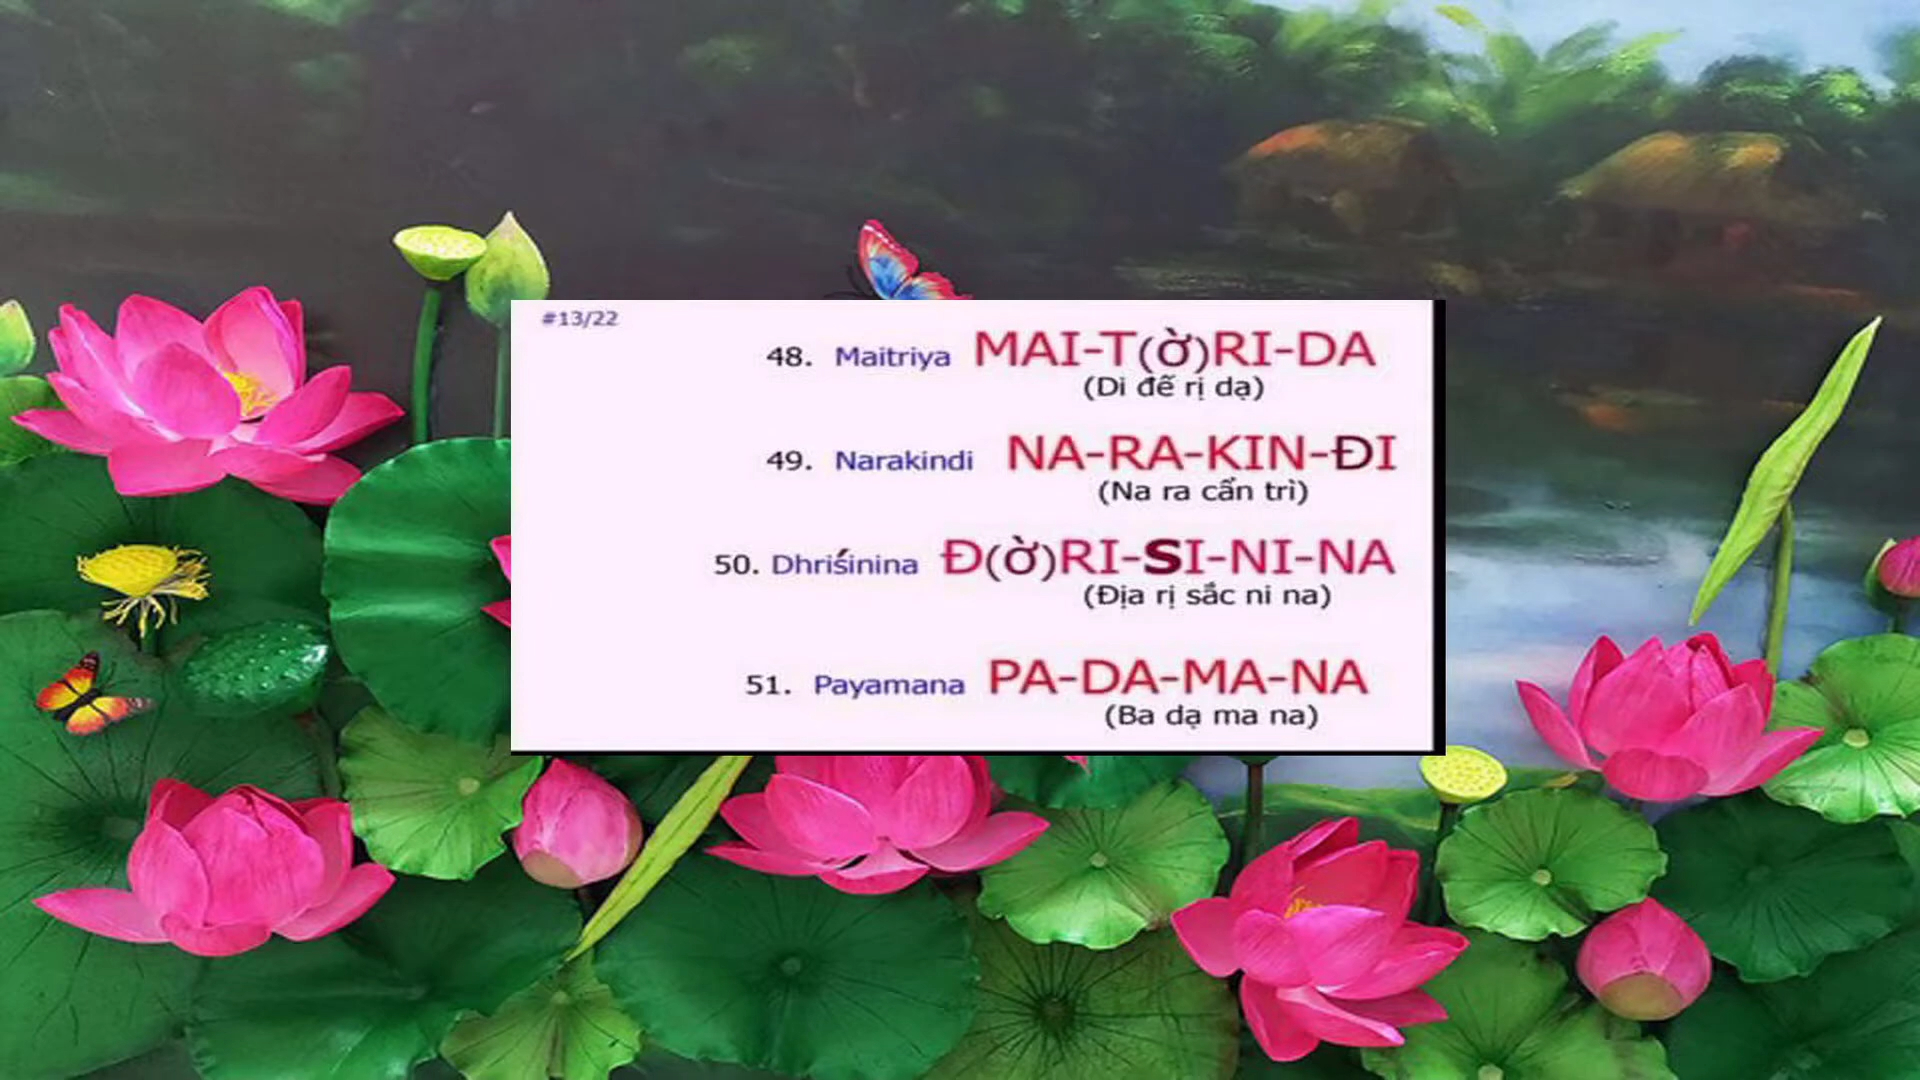 #13/22
48. Maitriya MAI-T(Ờ)RI-DA
(Di đế rị dạ)
49. Narakindi NA-RA-KIN-ĐI
(Na ra cẩn trì)
50. Dhriśinina Đ(Ờ)RI-SI-NI-NA
(Địa rị sắc ni na)
51. Payamana PA-DA-MA-NA
(Ba dạ ma na)